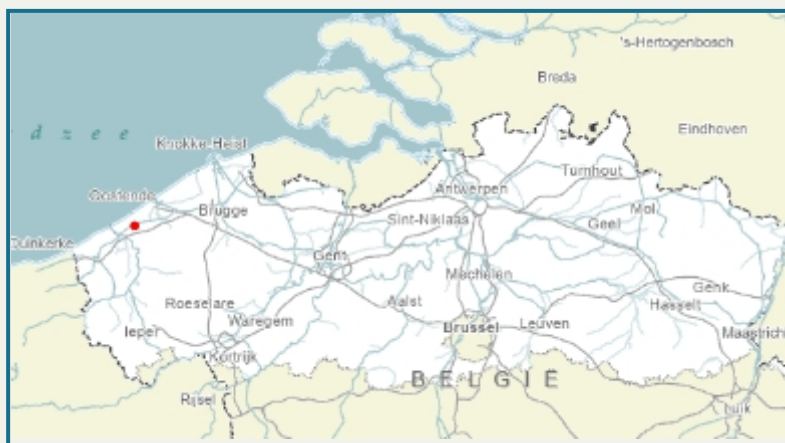 's-Hertogenbosch
Breda
Eindhoven
d z e e
Knokke-Heist
Turnhout
Oostende
Antwerpen
Mol
Brugge
Sint-Niklaas
Geel
Duinkerke
Gent
Mechelen
Genk
Roeselare
Aalst
Hasselt
Waregem
Brussel
Leuven
Ieper
Maastrich
Kortrijk
BELGIË
Rijsel
Luik